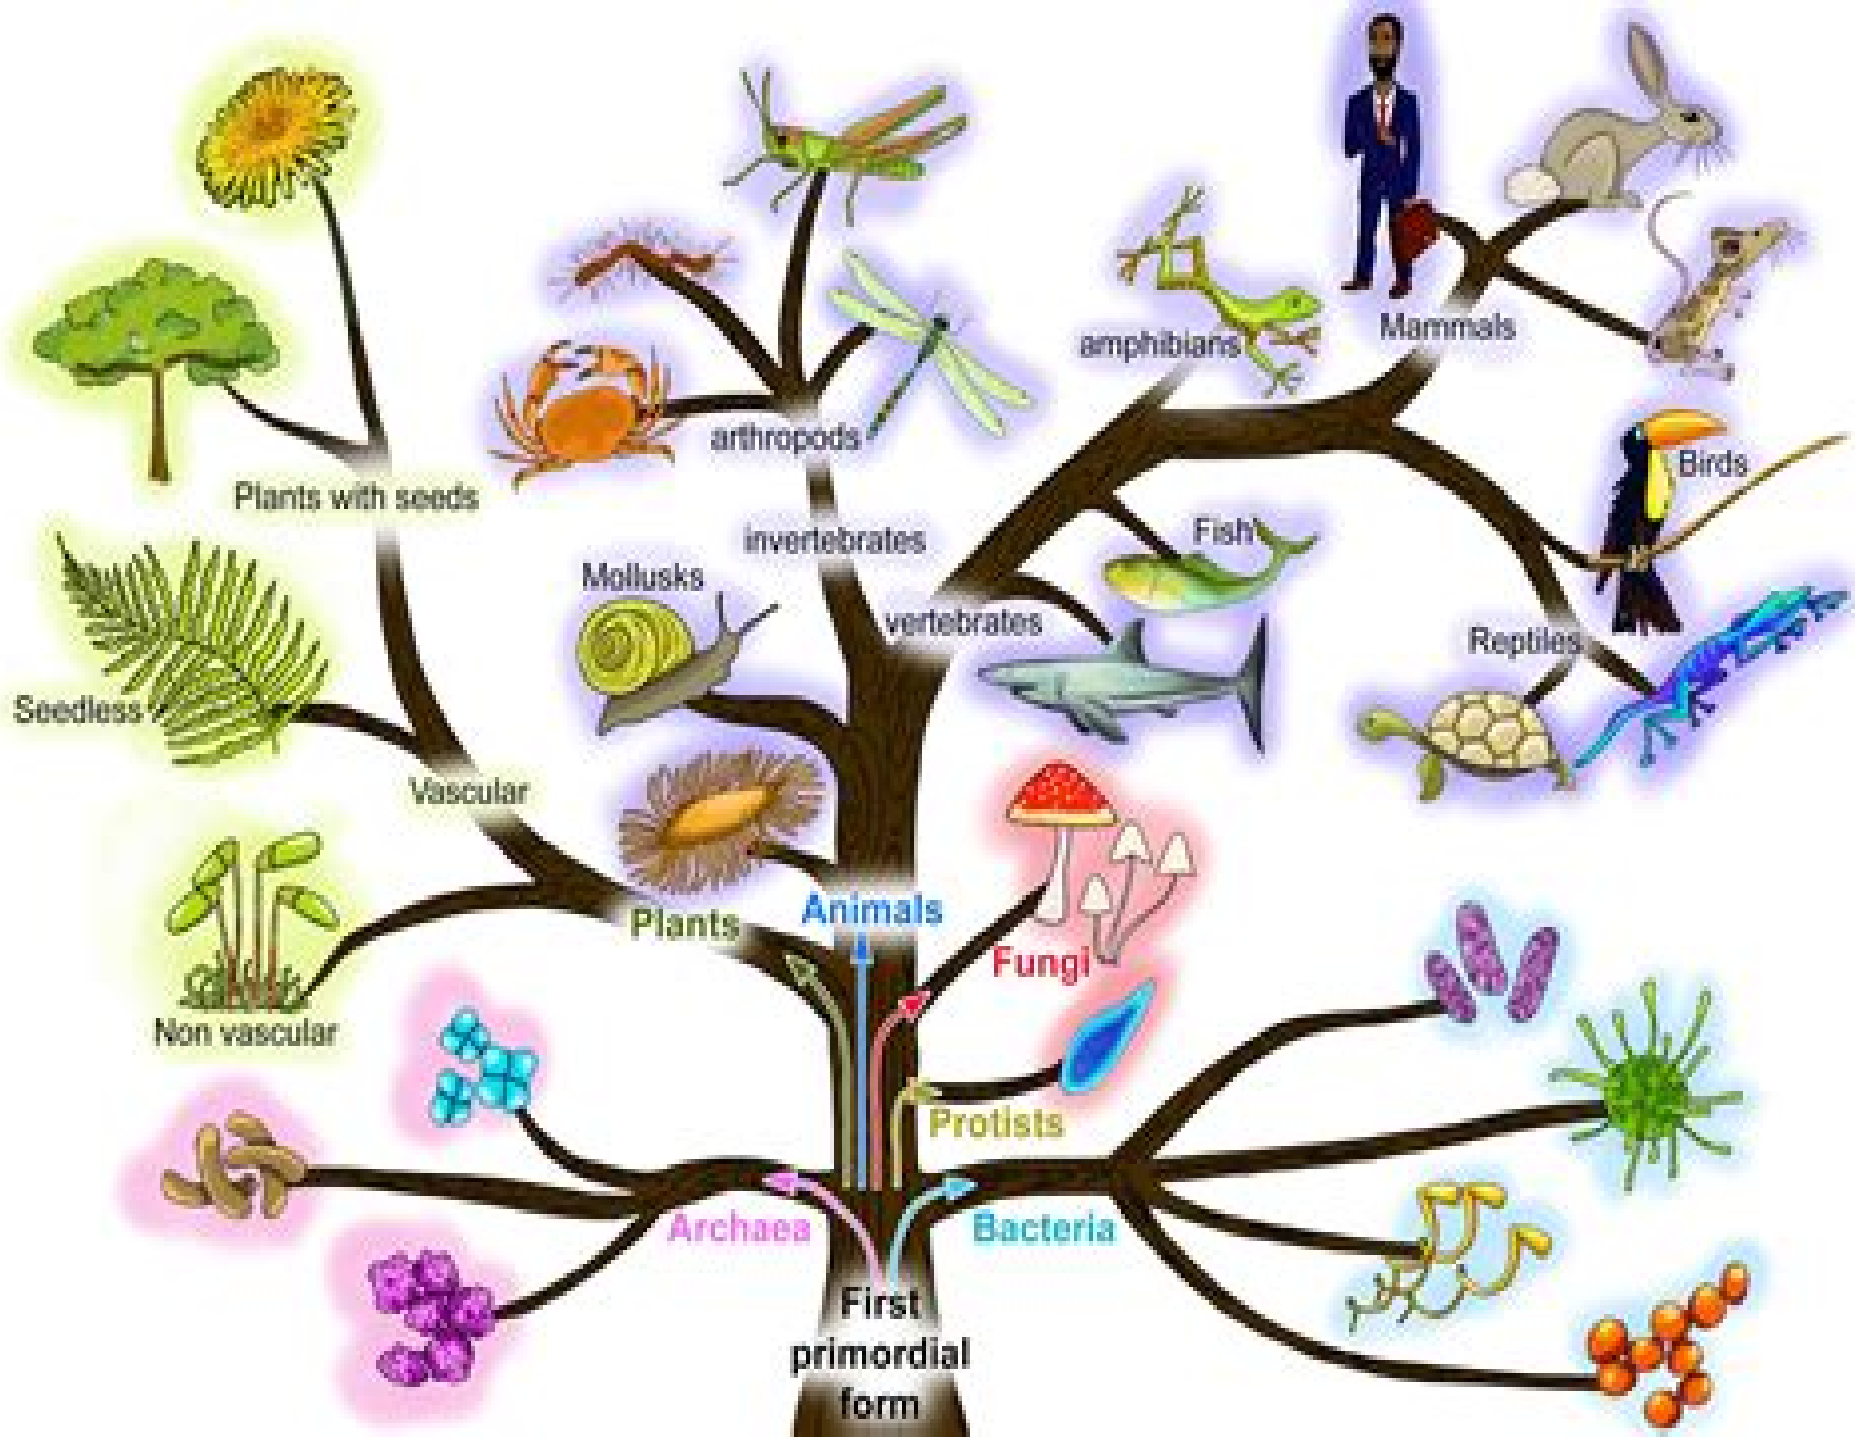 Mammals
amphibians
arthropods
Birds
Plants with seeds
Fish
invertebrates
Mollusks
vertebrates
Reptiles
Seedless
Vascular
Plants
Animals
Fungi
Non vascular
Protists
Archaea
Bacteria
First
primordial
form